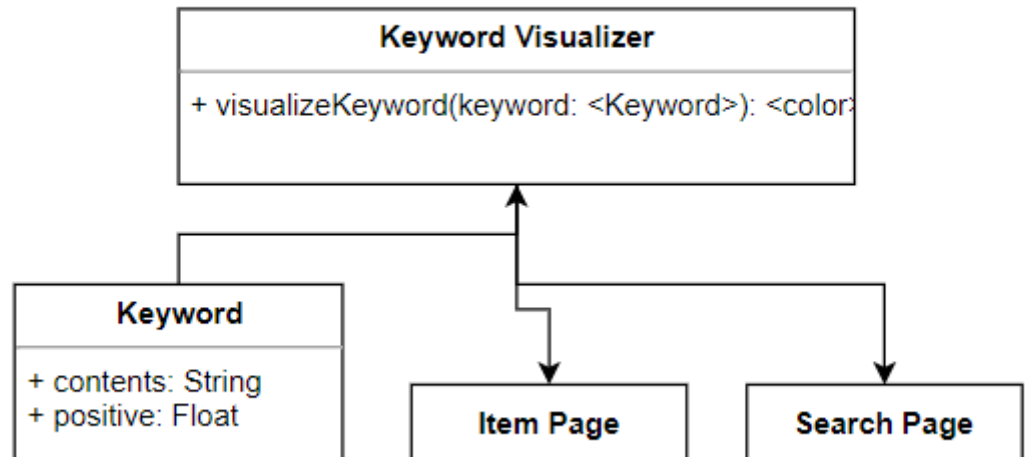 Keyword Visualizer
+ visualizeKeyword(keyword: <Keyword>): <color>
Keyword
+ contents: String
+ positive: Float
Item Page
Search Page